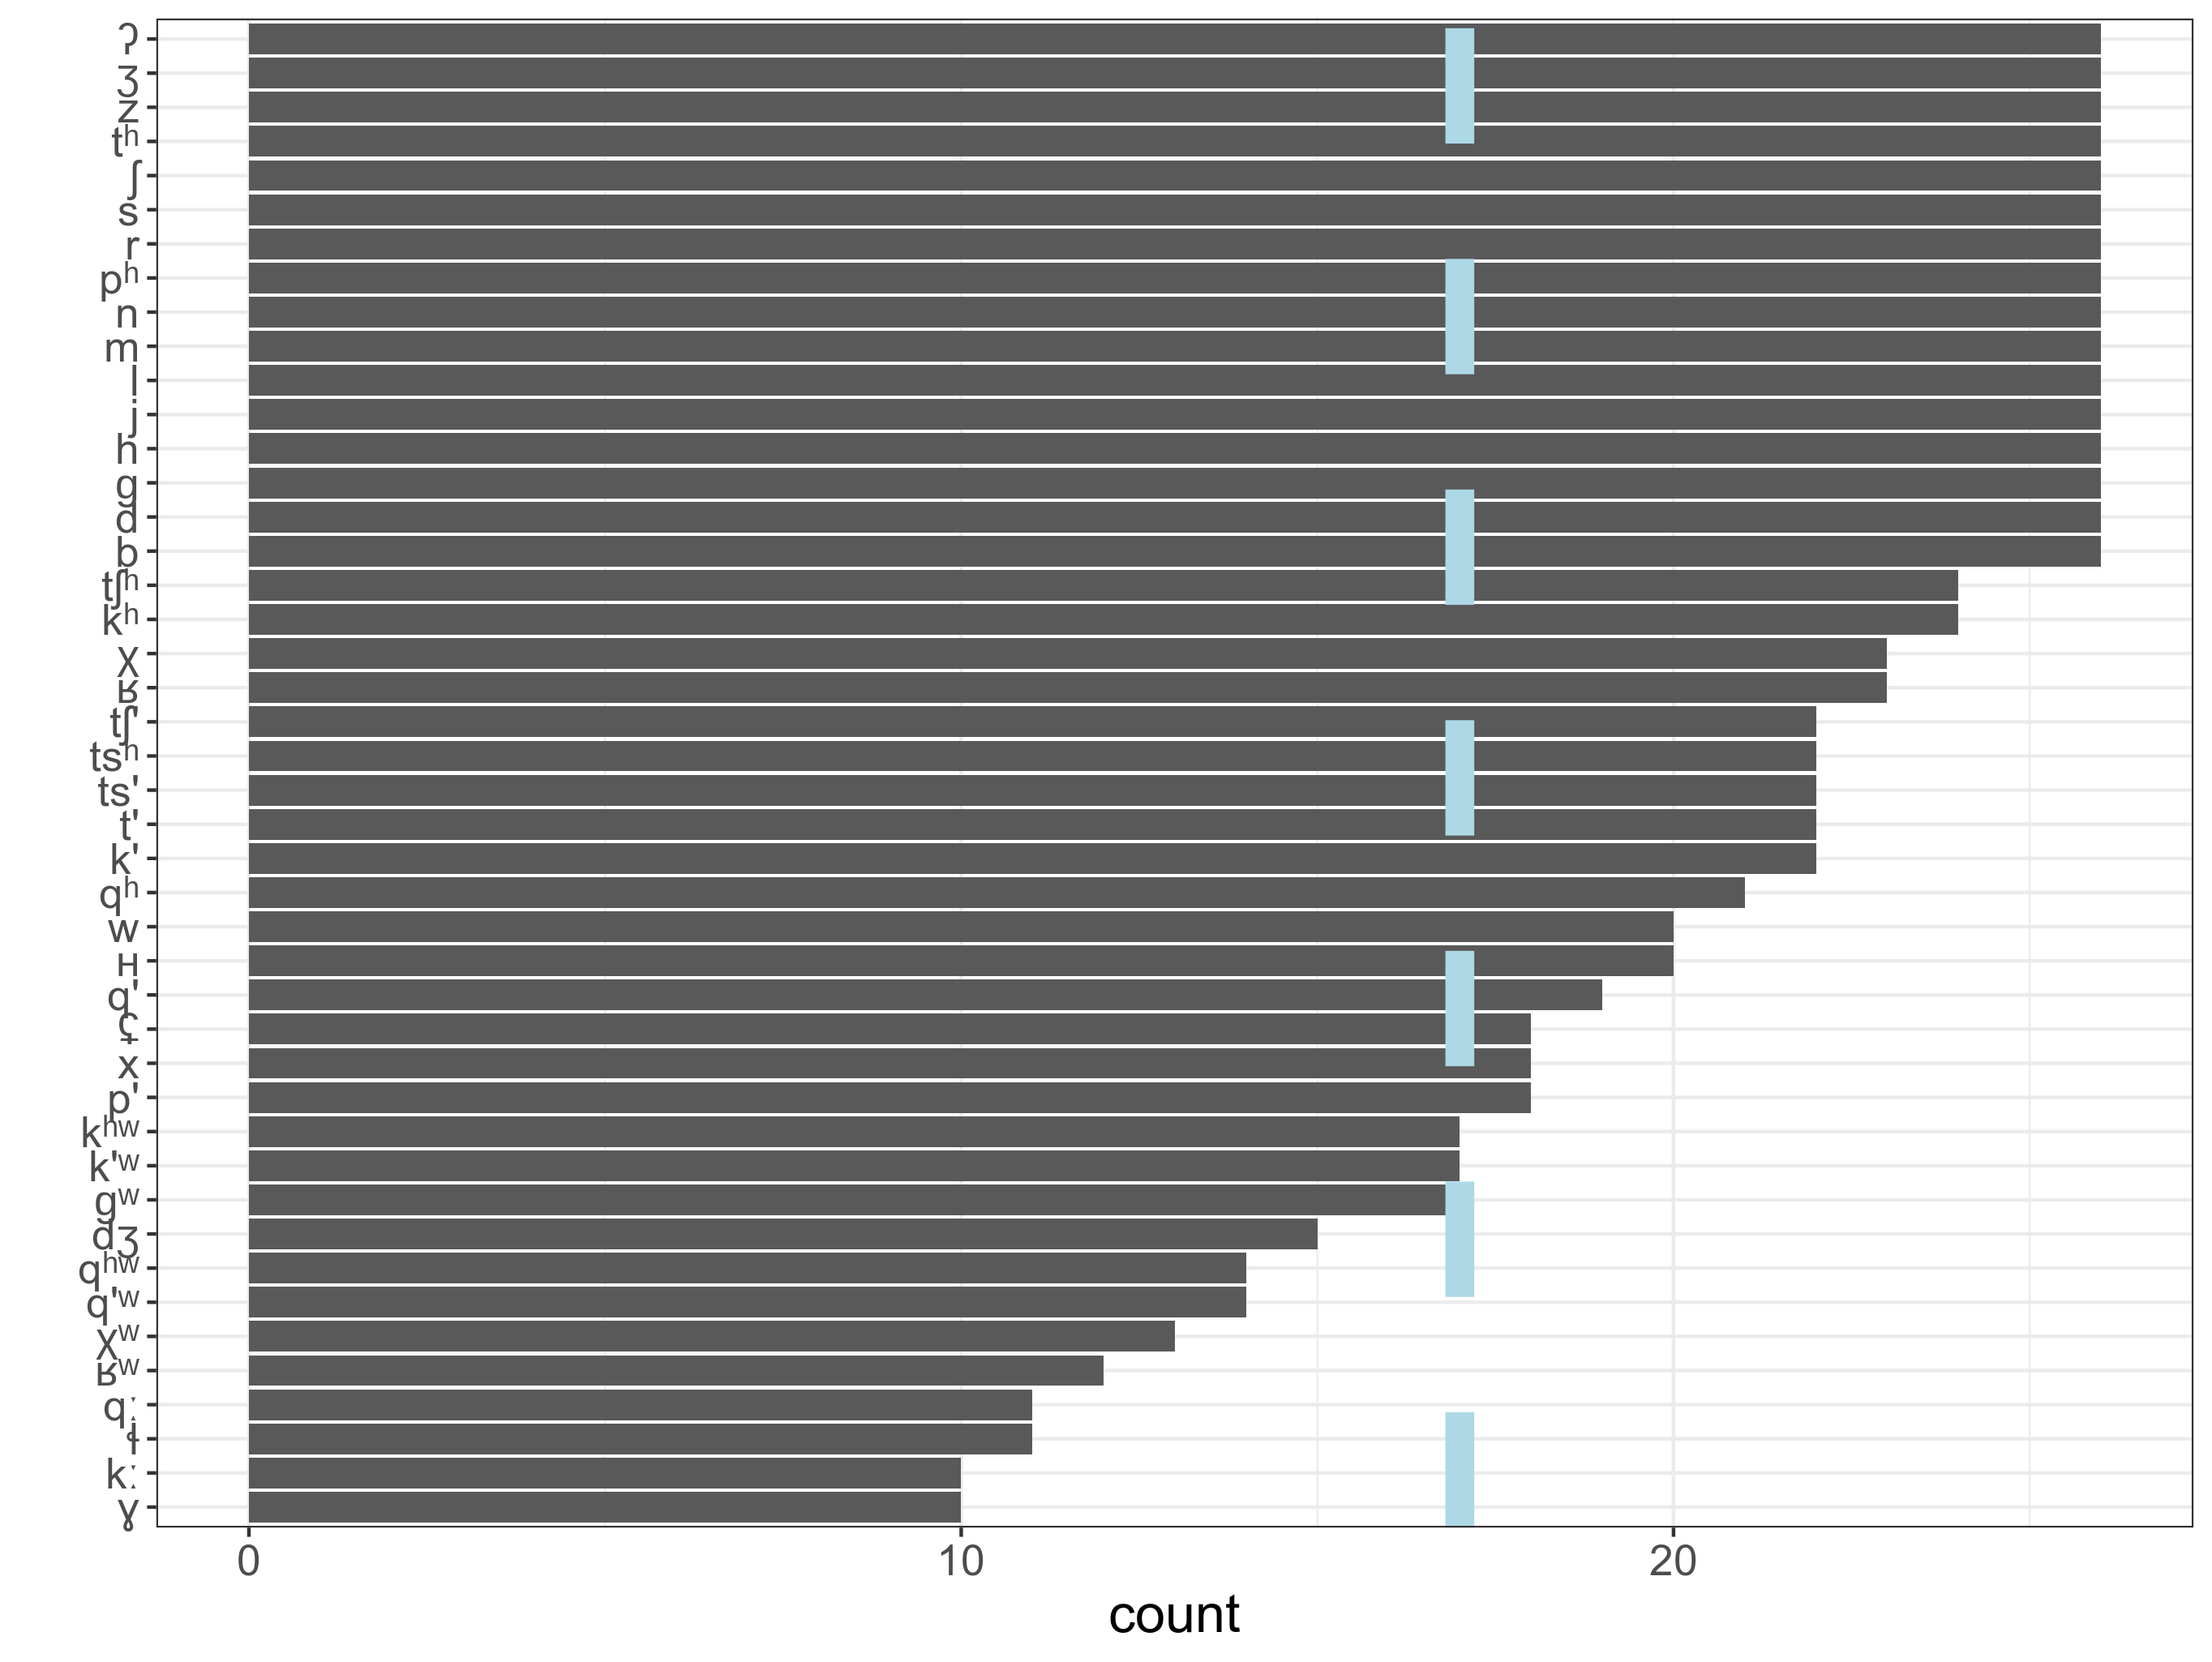 ʔ
ʒ
z
tʰ
ʃ
s
r
pʰ
n
m
l
j
h
g
d
b
tʃʰ
kʰ
χ
ʁ
tʃ'
tsʰ
ts'
t'
k'
qʰ
w
ʜ
q'
ʢ
x
p'
kʰʷ
k'ʷ
gʷ
dʒ
qʰʷ
q'ʷ
χʷ
ʁʷ
qː
ɬ
kː
ɣ
0 10 20
count